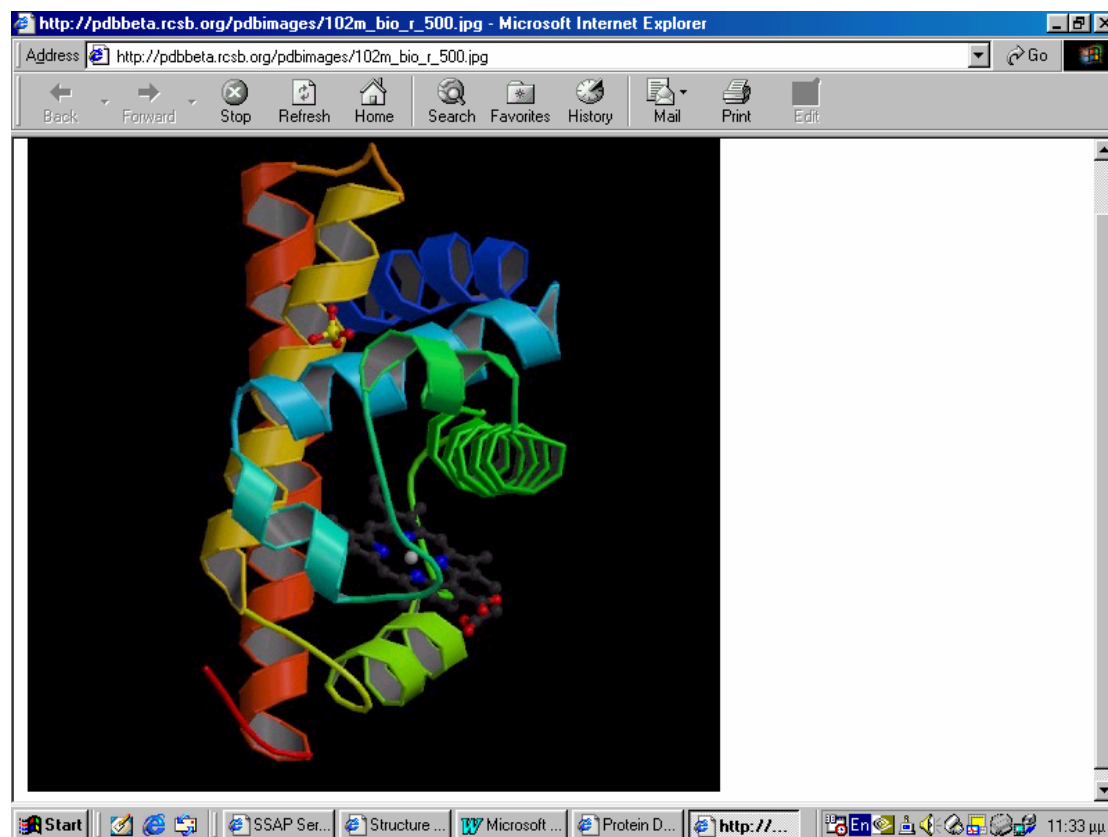 http://pdbbeta.rcsb.org/pdbimages/102m_bio_r_500.jpg - Microsoft Internet Explorer
Address http://pdbbeta.rcsb.org/pdbimages/102m_bio_r_500.jpg Go
Back Forward Stop Refresh Home Search Favorites History Mail Print Edit
Start SSAP Ser... Structure ... Microsoft ... Protein D... http://... En 11:33 μμ